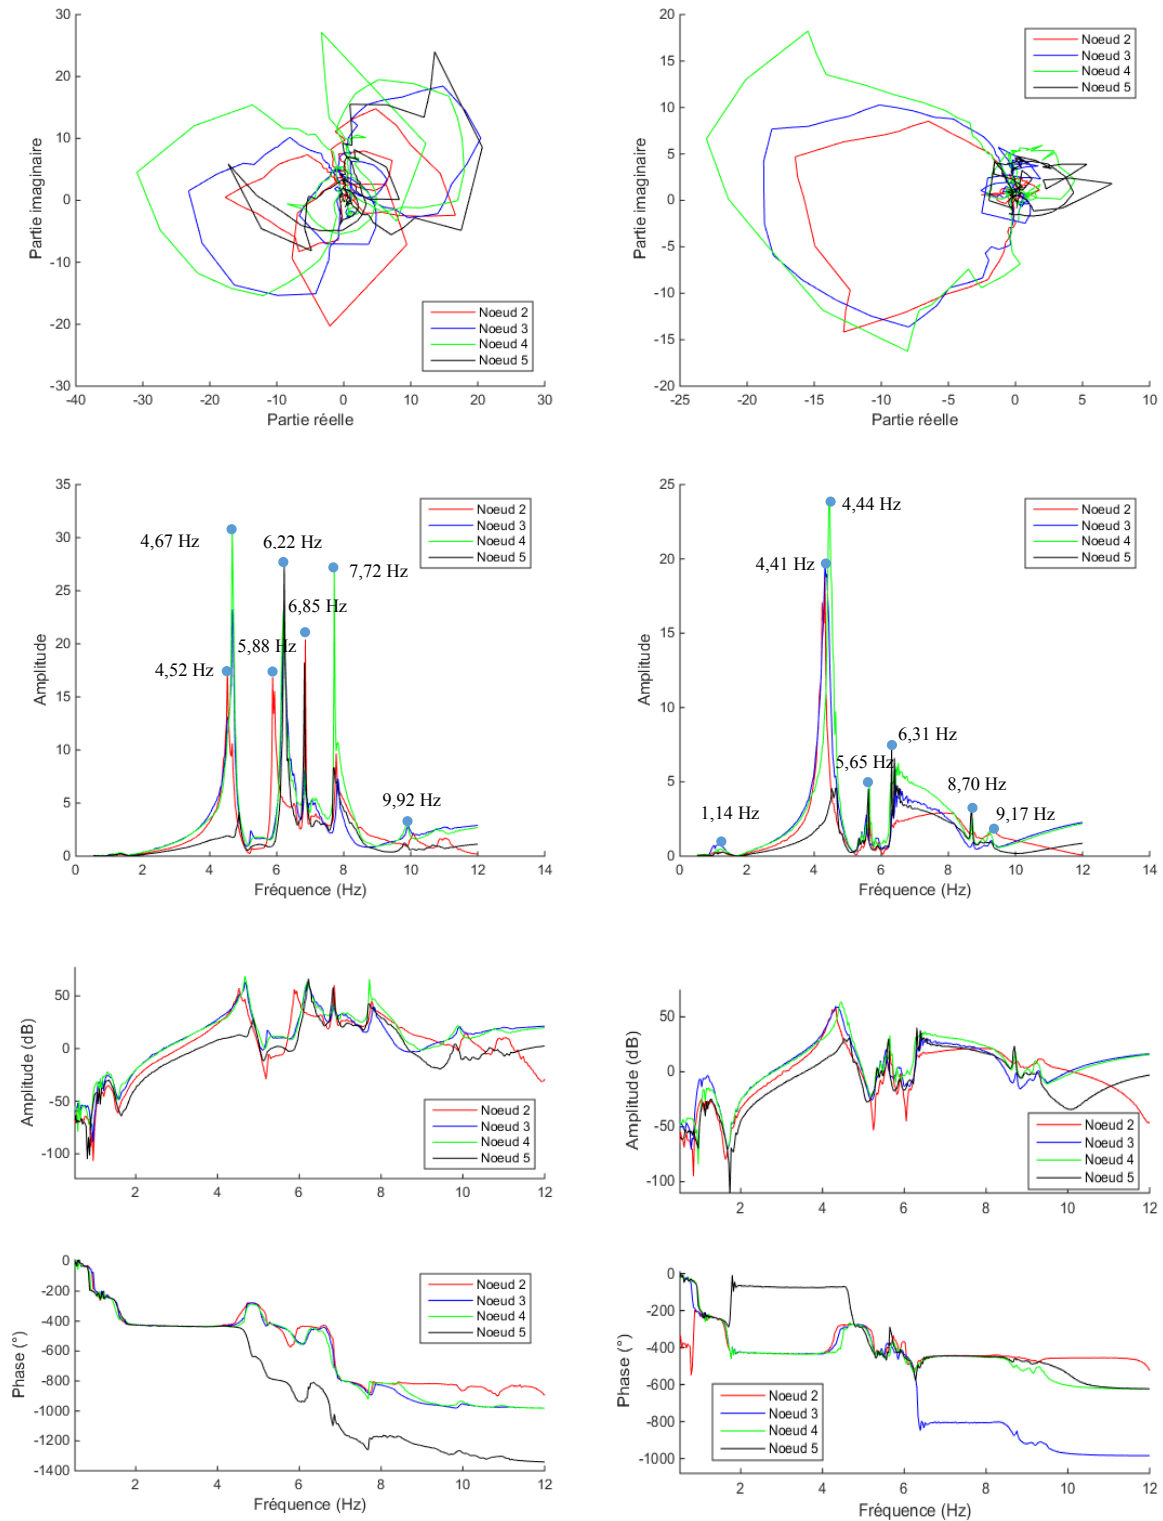 30
20
10
0
-10
-20
-30
-40
-30
-20
-10
0
10
20
30
Partie imaginaire
Partie réelle
Noeud 2
Noeud 3
Noeud 4
Noeud 5
20
15
10
5
0
-5
-10
-15
-20
-25
-20
-15
-10
-5
0
5
10
Partie imaginaire
Partie réelle
Noeud 2
Noeud 3
Noeud 4
Noeud 5
35
30
25
20
15
10
5
0
0
2
4
6
8
10
12
14
Amplitude
Fréquence (Hz)
4,67 Hz
6,22 Hz
7,72 Hz
6,85 Hz
5,88 Hz
4,52 Hz
9,92 Hz
Noeud 2
Noeud 3
Noeud 4
Noeud 5
25
20
15
10
5
0
0
2
4
6
8
10
12
14
Amplitude
Fréquence (Hz)
4,44 Hz
4,41 Hz
6,31 Hz
5,65 Hz
8,70 Hz
1,14 Hz
9,17 Hz
Noeud 2
Noeud 3
Noeud 4
Noeud 5
50
0
-50
-100
2
4
6
8
10
12
Amplitude (dB)
Noeud 2
Noeud 3
Noeud 4
Noeud 5
50
0
-50
-100
2
4
6
8
10
12
Amplitude (dB)
Noeud 2
Noeud 3
Noeud 4
Noeud 5
0
-200
-400
-600
-800
-1000
-1200
-1400
2
4
6
8
10
12
Phase (°)
Fréquence (Hz)
Noeud 2
Noeud 3
Noeud 4
Noeud 5
0
-200
-400
-600
-800
-1000
2
4
6
8
10
12
Phase (°)
Fréquence (Hz)
Noeud 2
Noeud 3
Noeud 4
Noeud 5